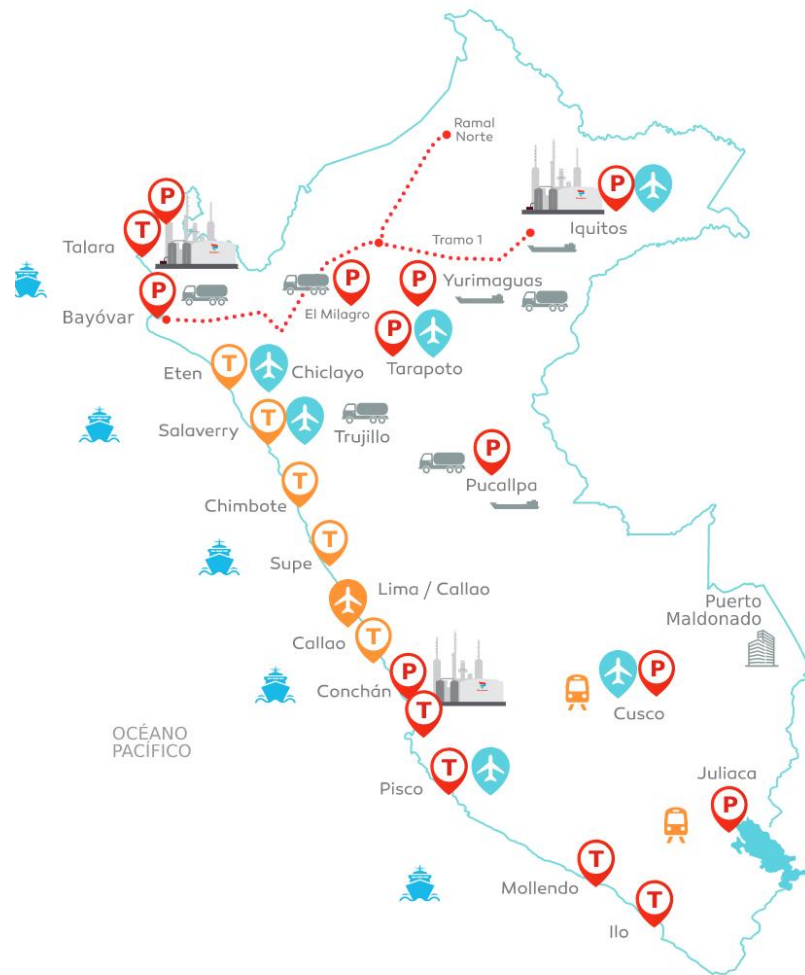 Ramal
Norte
P
P
Iquitos
T
Talara
Tramo 1
P
Bayóvar
P
El Milagro
P
Yurimaguas
P
Tarapoto
T
Eten
Chiclayo
T
Salaverry
Trujillo
P
Pucallpa
T
Chimbote
T
Supe
Lima / Callao
Puerto
Maldonado
T
Callao
P
Conchán
P
Cusco
T
OCÉANO
PACÍFICO
T
Pisco
Juliaca
P
T
Mollendo
T
Ilo